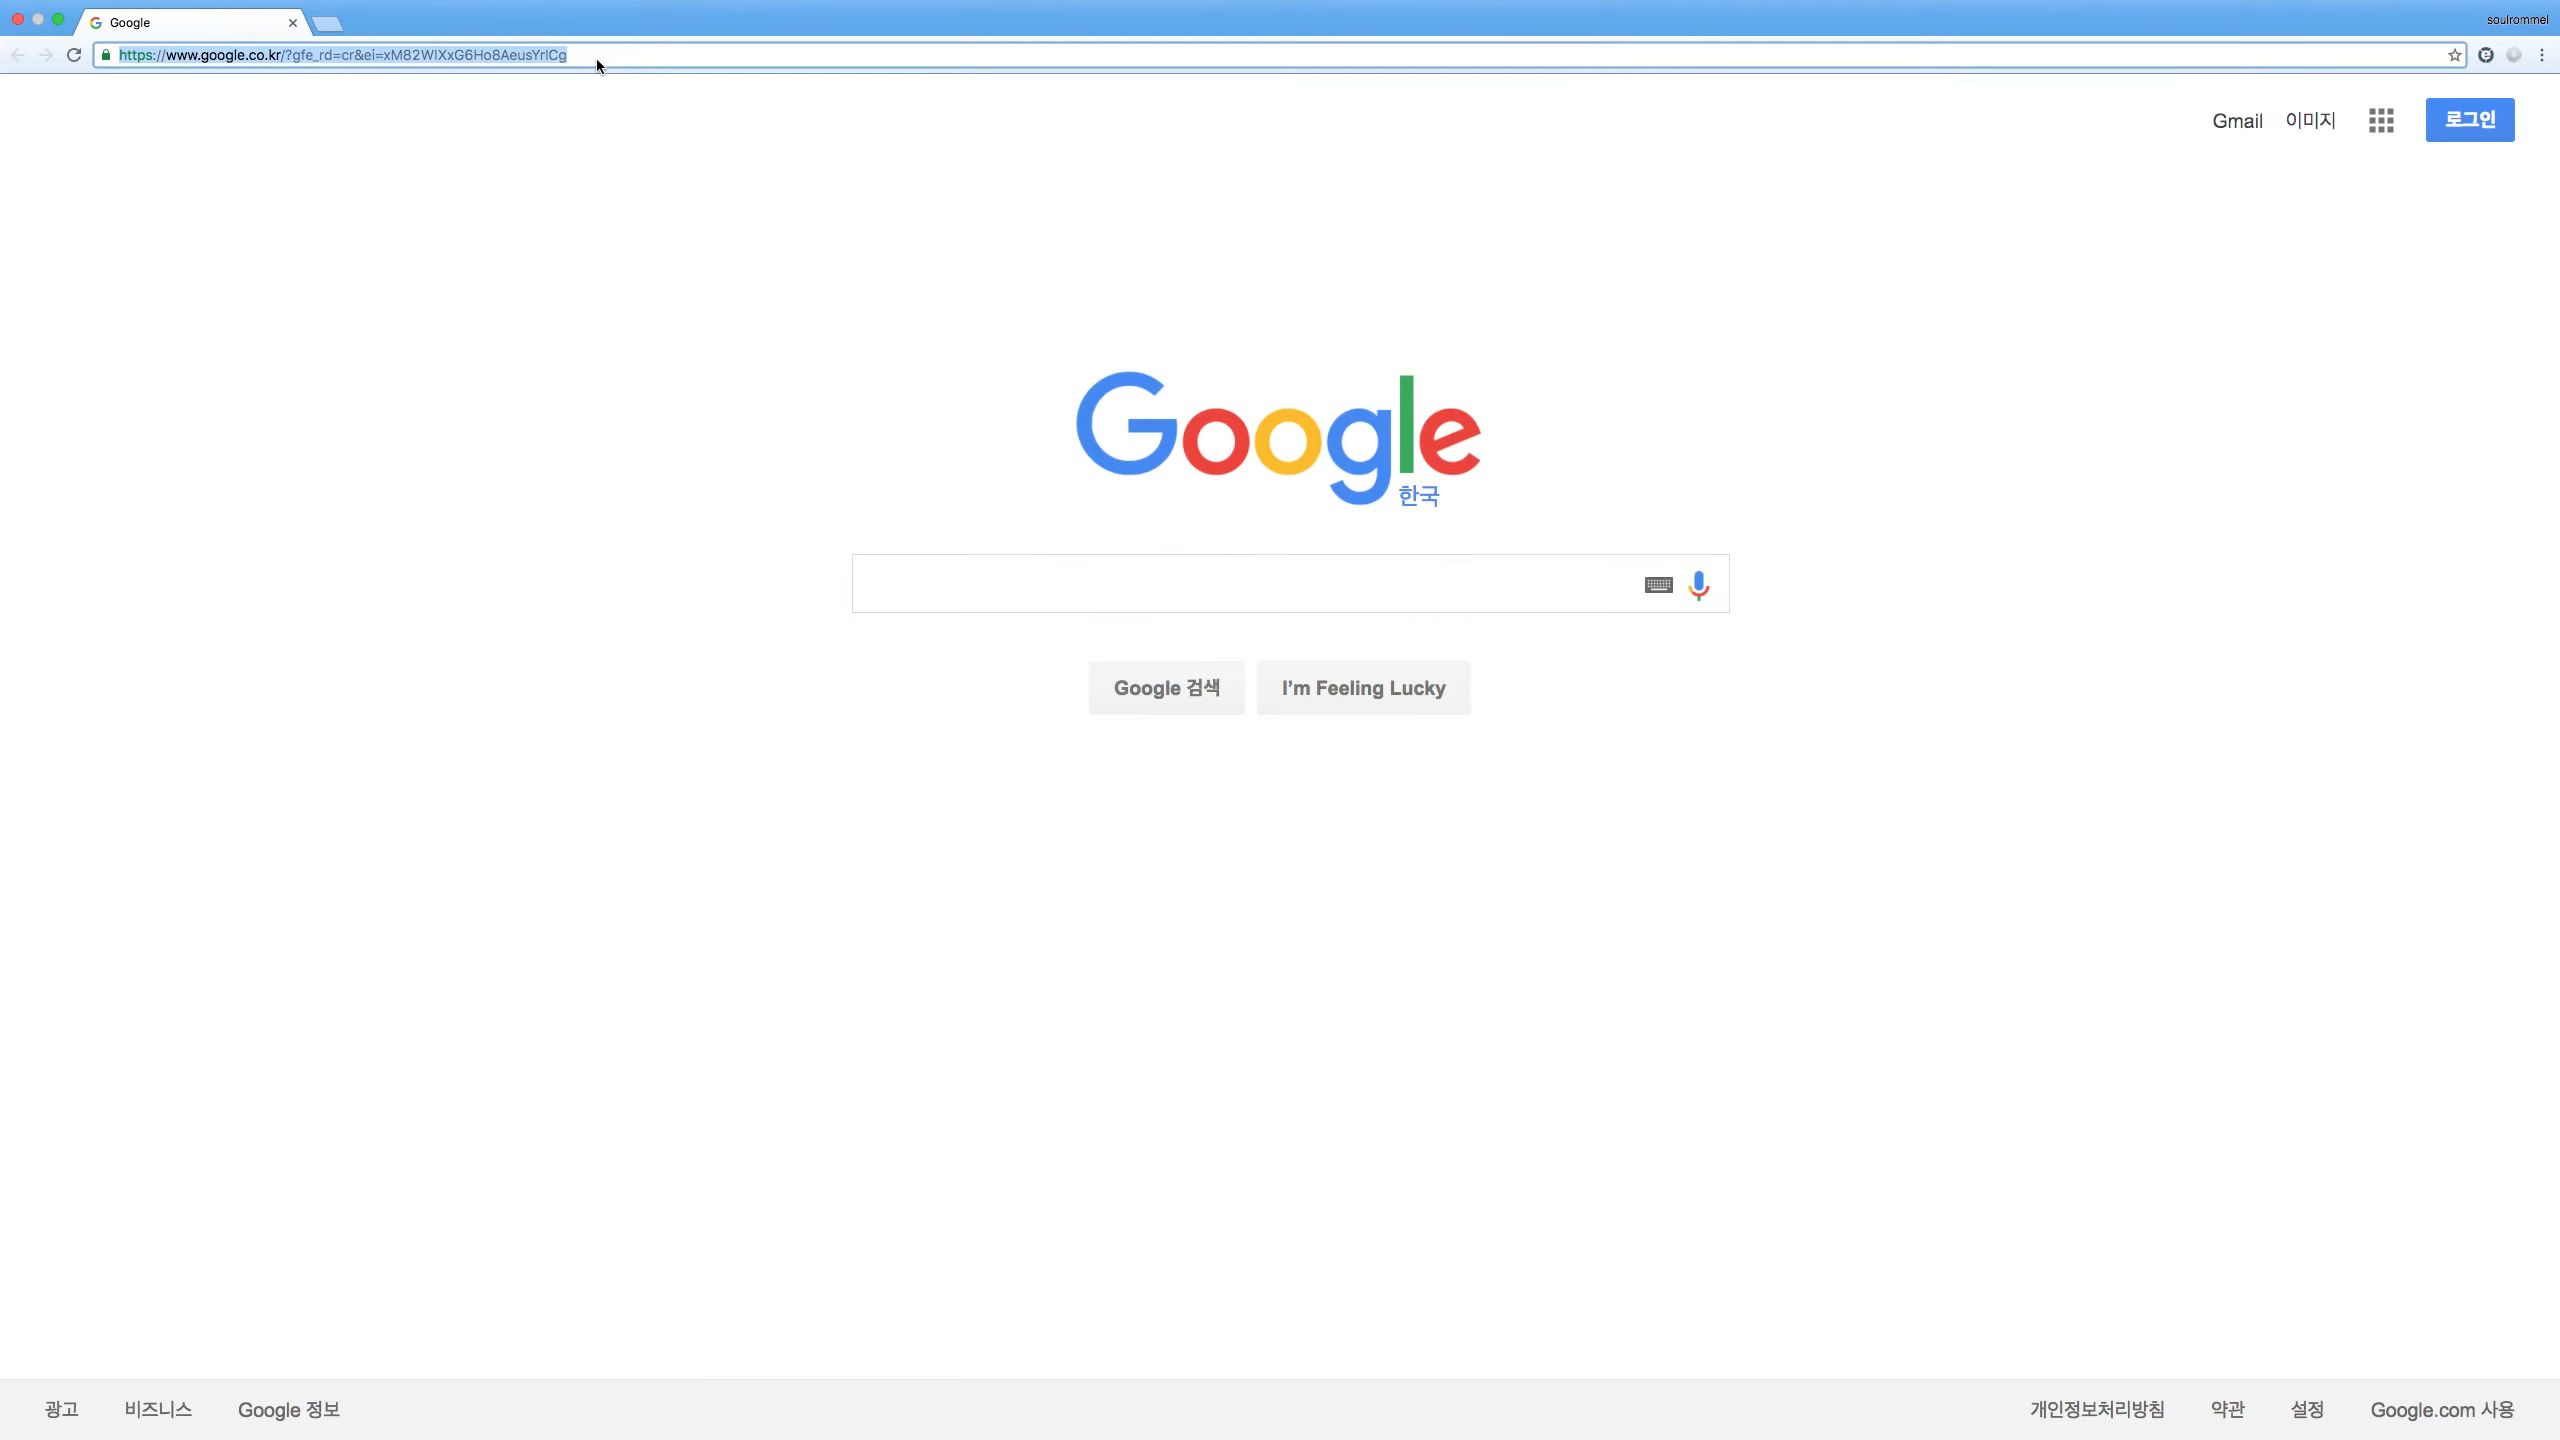 Google
soulrommel
https://www.google.co.kr/?gfe_rd=cr&ei=xM82WIXxG6Ho8AeusYrlCg
Gmail 이미지
로그인
Google
한국
Google 검색 I'm Feeling Lucky
광고 비즈니스 Google 정보 개인정보처리방침 약관 설정 Google.com 사용